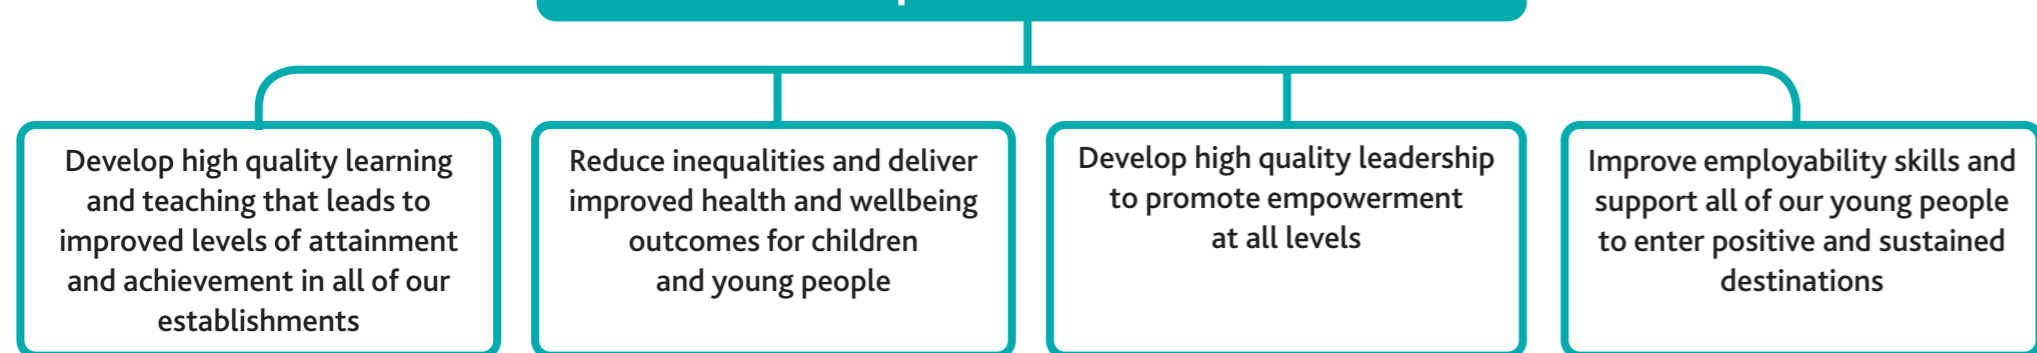 Develop high quality learning
and teaching that leads to
improved levels of attainment
and achievement in all of our
establishments
Reduce inequalities and deliver
improved health and wellbeing
outcomes for children
and young people
Develop high quality leadership
to promote empowerment
at all levels
Improve employability skills and
support all of our young people
to enter positive and sustained
destinations